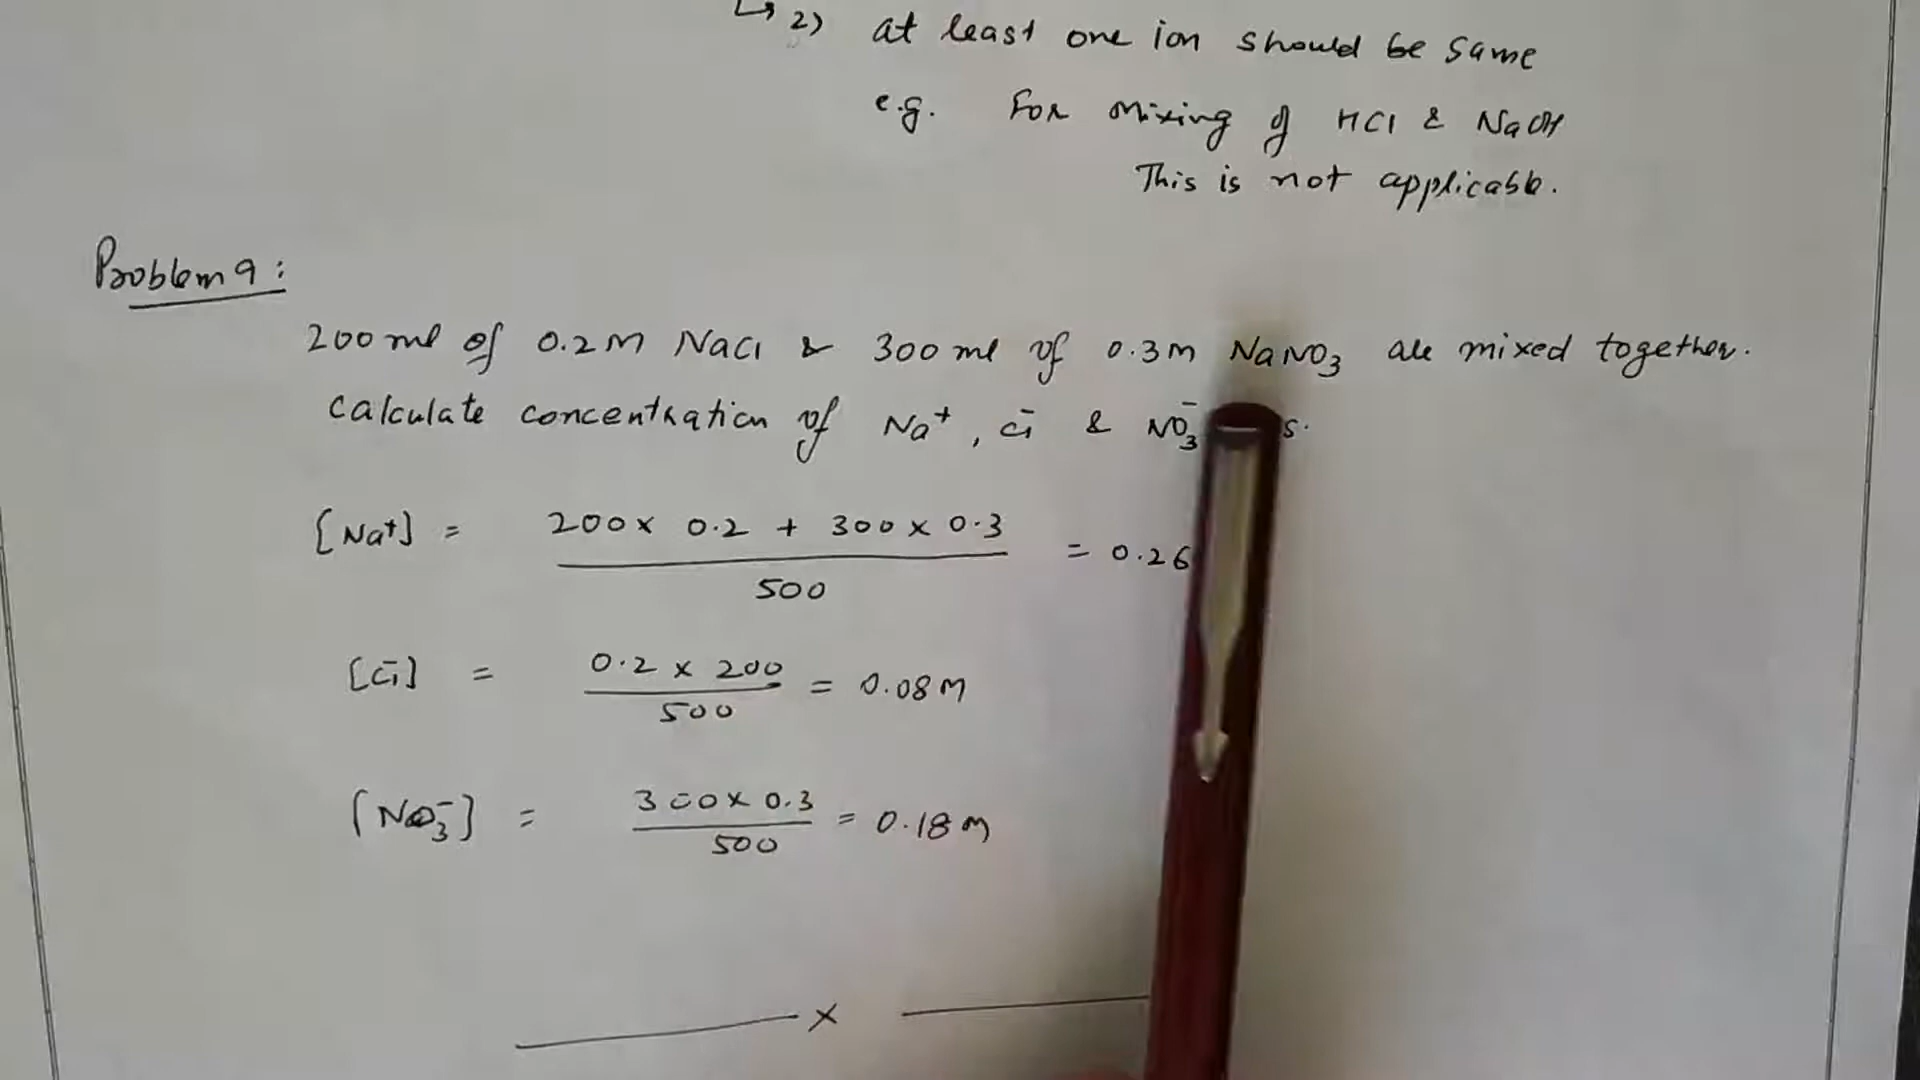 ↳ 2) at least one ion should be same
e.g. For mixing of HCl & NaOH
This is not applicable.
Problem 9:
200 ml of 0.2M NaCl & 300 ml of 0.3M NaNO₃ are mixed together.
Calculate concentration of Na⁺, Cl⁻ & NO₃⁻ s.
[Na⁺] = 200 x 0.2 + 300 x 0.3 / 500 = 0.26
[Cl⁻] = 0.2 x 200 / 500 = 0.08M
[NO₃⁻] = 300 x 0.3 / 500 = 0.18M
x